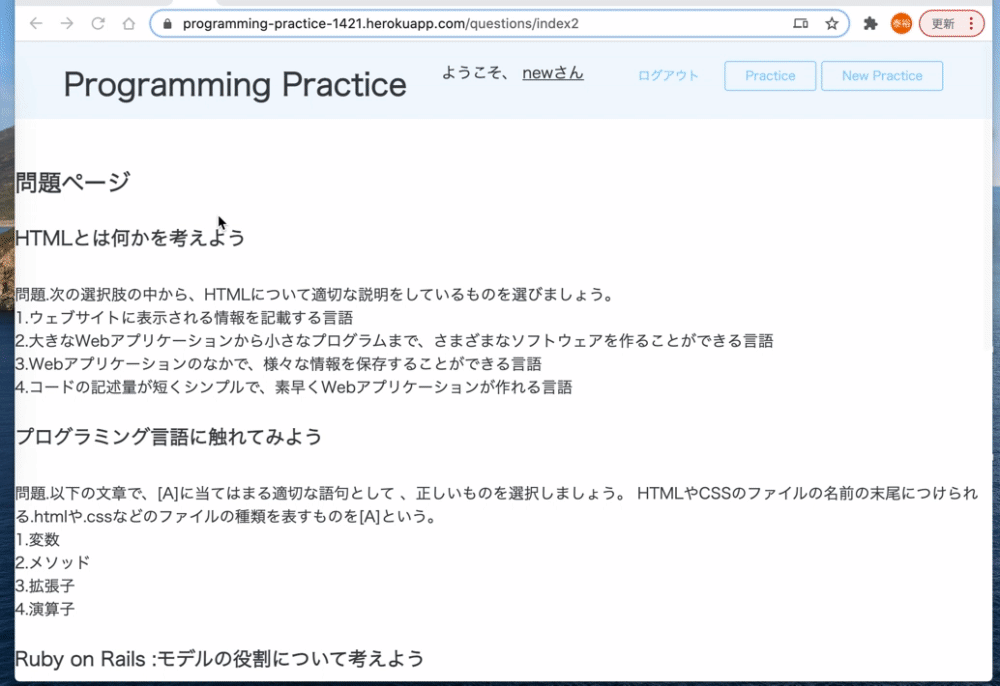 programming-practice-1421.herokuapp.com/questions/index2
泰裕
更新
Programming Practice
ようこそ、 newさん
ログアウト
Practice
New Practice
問題ページ
HTMLとは何かを考えよう
問題.次の選択肢の中から、HTMLについて適切な説明をしているものを選びましょう。
1.ウェブサイトに表示される情報を記載する言語
2.大きなWebアプリケーションから小さなプログラムまで、さまざまなソフトウェアを作ることができる言語
3.Webアプリケーションのなかで、様々な情報を保存することができる言語
4.コードの記述量が短くシンプルで、素早くWebアプリケーションが作れる言語
プログラミング言語に触れてみよう
問題.以下の文章で、[A]に当てはまる適切な語句として 、正しいものを選択しましょう。 HTMLやCSSのファイルの名前の末尾につけられ
る.htmlや.cssなどのファイルの種類を表すものを[A]という。
1.変数
2.メソッド
3.拡張子
4.演算子
Ruby on Rails :モデルの役割について考えよう